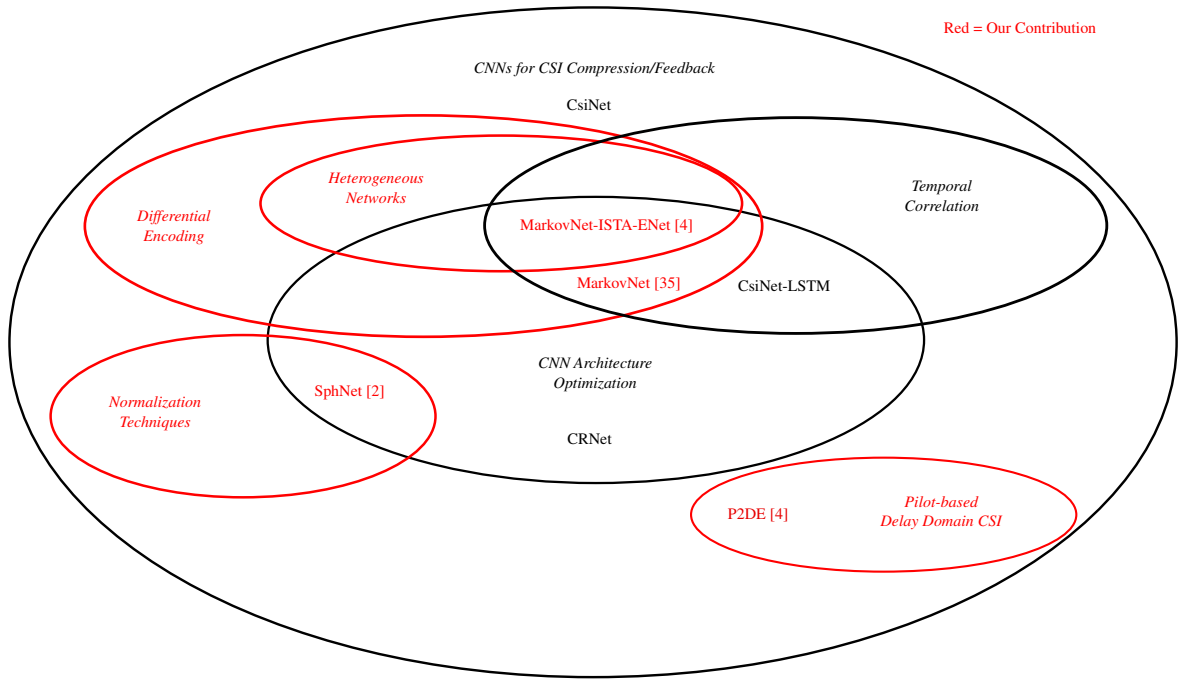 Red = Our Contribution
CNNs for CSI Compression/Feedback
CsiNet
Heterogeneous
Networks
Temporal
Correlation
Differential
Encoding
MarkovNet-ISTA-ENet [4]
MarkovNet [35]
CsiNet-LSTM
CNN Architecture
Optimization
SphNet [2]
Normalization
Techniques
CRNet
P2DE [4]
Pilot-based
Delay Domain CSI